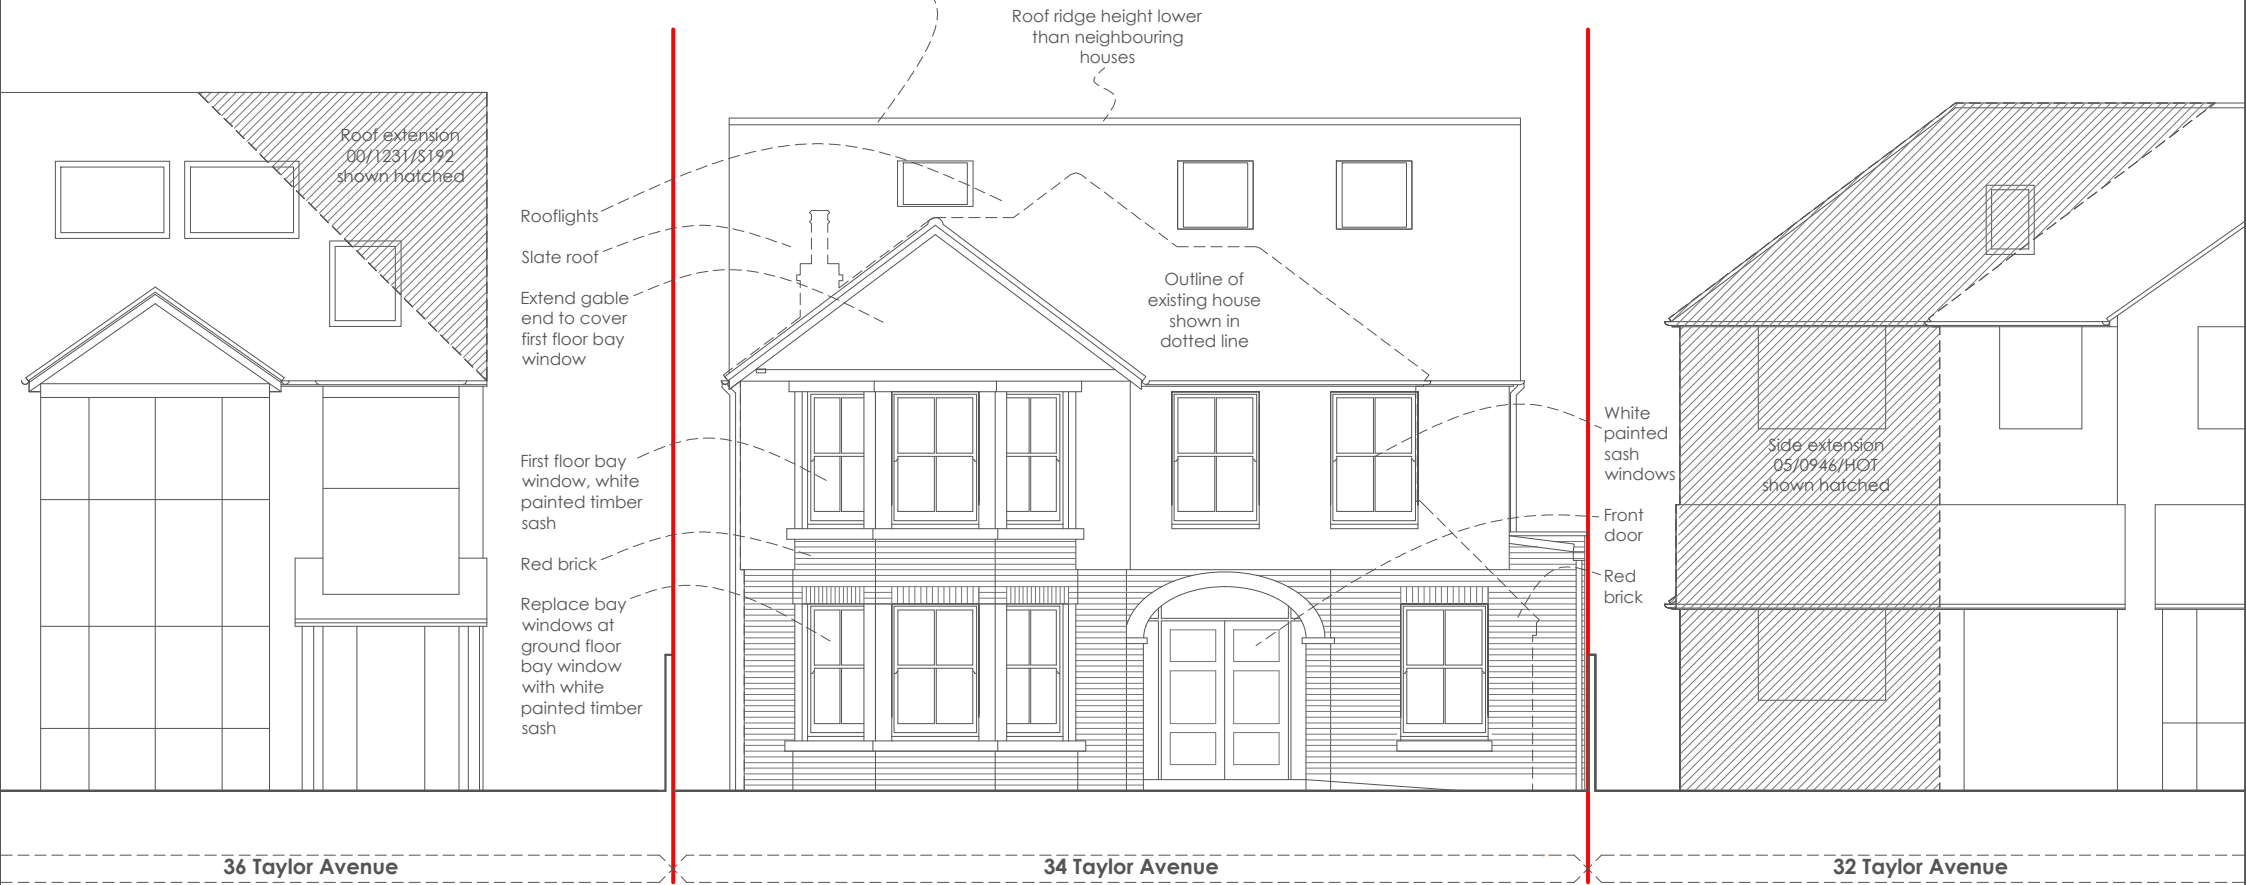 Roof ridge height lower
than neighbouring
houses
Roof extension
00/1231/S192
shown hatched
Rooflights
Slate roof
Extend gable
end to cover
first floor bay
window
Outline of
existing house
shown in
dotted line
First floor bay
window, white
painted timber
sash
Red brick
Replace bay
windows at
ground floor
bay window
with white
painted timber
sash
White
painted
sash
windows
Front
door
Red
brick
Side extension
05/0946/HOT
shown hatched
36 Taylor Avenue
34 Taylor Avenue
32 Taylor Avenue